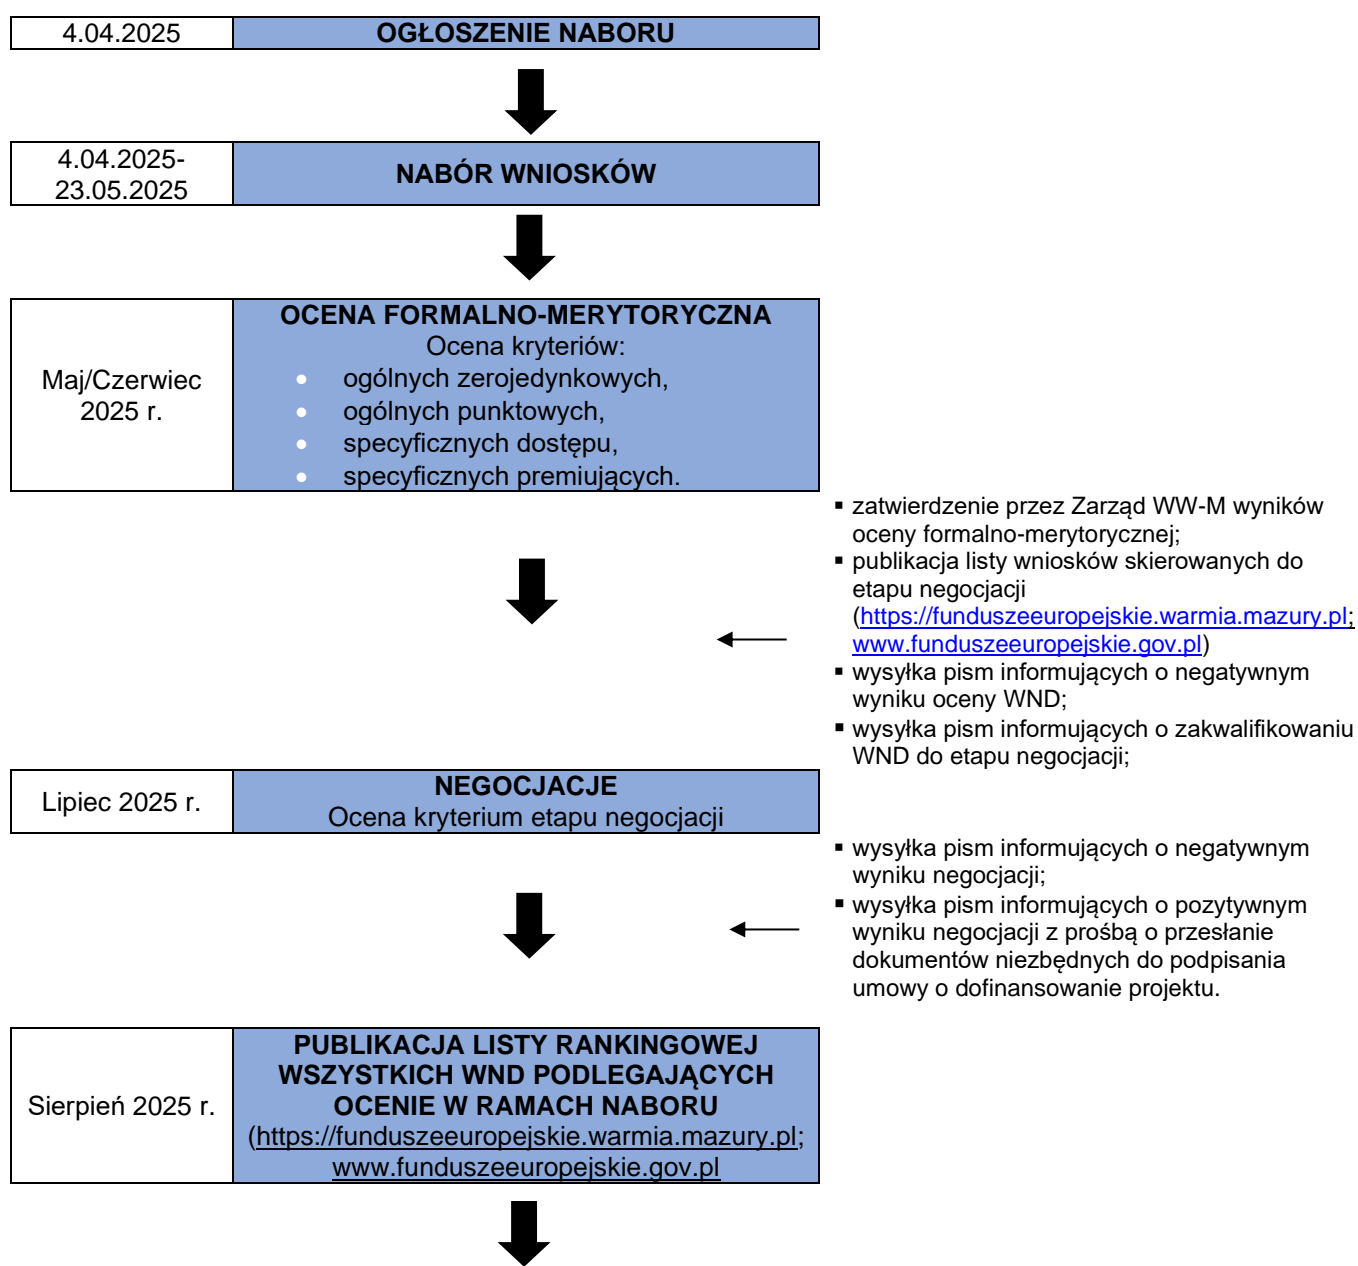 4.04.2025
OGŁOSZENIE NABORU
4.04.2025-
23.05.2025
NABÓR WNIOSKÓW
Maj/Czerwiec
2025 r.
OCENA FORMALNO-MERYTORYCZNA
Ocena kryteriów:
• ogólnych zerojedynkowych,
• ogólnych punktowych,
• specyficznych dostępu,
• specyficznych premiujących.
▪ zatwierdzenie przez Zarząd WW-M wyników
oceny formalno-merytorycznej;
▪ publikacja listy wniosków skierowanych do
etapu negocjacji
(https://funduszeeuropejskie.warmia.mazury.pl;
www.funduszeeuropejskie.gov.pl)
▪ wysyłka pism informujących o negatywnym
wyniku oceny WND;
▪ wysyłka pism informujących o zakwalifikowaniu
WND do etapu negocjacji;
Lipiec 2025 r.
NEGOCJACJE
Ocena kryterium etapu negocjacji
▪ wysyłka pism informujących o negatywnym
wyniku negocjacji;
▪ wysyłka pism informujących o pozytywnym
wyniku negocjacji z prośbą o przesłanie
dokumentów niezbędnych do podpisania
umowy o dofinansowanie projektu.
Sierpień 2025 r.
PUBLIKACJA LISTY RANKINGOWEJ
WSZYSTKICH WND PODLEGAJĄCYCH
OCENIE W RAMACH NABORU
(https://funduszeeuropejskie.warmia.mazury.pl;
www.funduszeeuropejskie.gov.pl